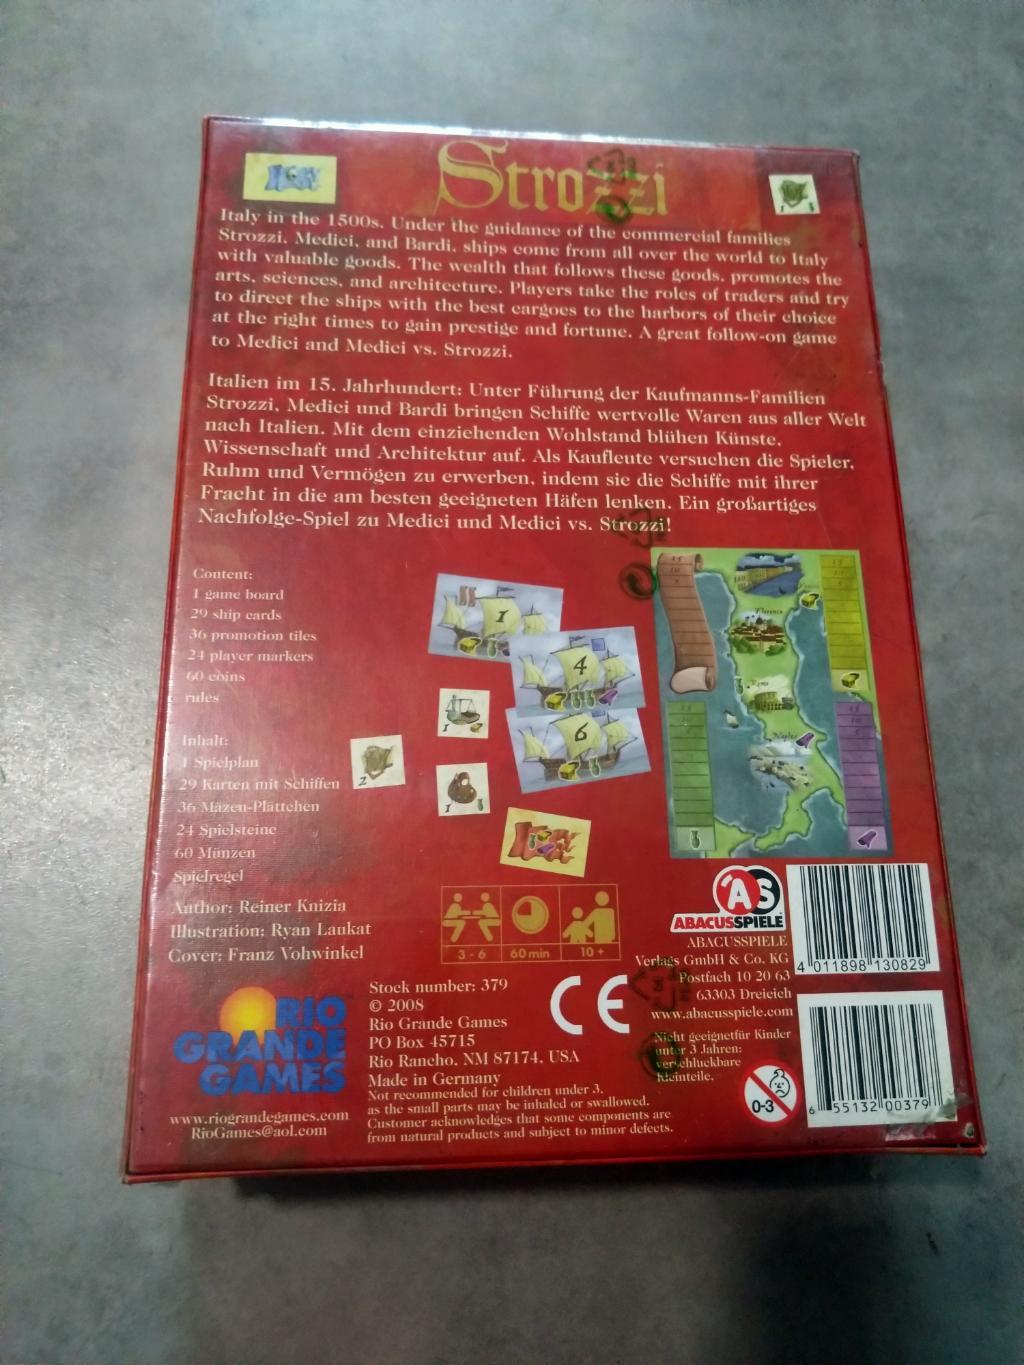 Strozzi
Italy in the 1500s. Under the guidance of the commercial families
Strozzi, Medici, and Bardi, ships come from all over the world to Italy
with valuable goods. The wealth that follows these goods, promotes the
arts, sciences, and architecture. Players take the roles of traders and try
to direct the ships with the best cargoes to the harbors of their choice
at the right times to gain prestige and fortune. A great follow-on game
to Medici and Medici vs. Strozzi.
Italien im 15. Jahrhundert: Unter Führung der Kaufmanns-Familien
Strozzi, Medici und Bardi bringen Schiffe wertvolle Waren aus aller Welt
nach Italien. Mit dem einziehenden Wohlstand blühen Künste,
Wissenschaft und Architektur auf. Als Kaufleute versuchen die Spieler,
Ruhm und Vermögen zu erwerben, indem sie die Schiffe mit ihrer
Fracht in die am besten geeigneten Häfen lenken. Ein großartiges
Nachfolge-Spiel zu Medici und Medici vs. Strozzi!
Content:
1 game board
29 ship cards
36 promotion tiles
24 player markers
60 coins
rules
Inhalt:
1 Spielplan
29 Karten mit Schiffen
36 Mäzen-Plättchen
24 Spielsteine
60 Münzen
Spielregel
1
4
6
2
1
1
Florence
Roma
Naples
15
10
5
Author: Reiner Knizia
Illustration: Ryan Laukat
Cover: Franz Vohwinkel
3 - 6
60 min
10 +
RIO
GRANDE
GAMES
www.riograndegames.com
RioGames@aol.com
Stock number: 379
© 2008
Rio Grande Games
PO Box 45715
Rio Rancho, NM 87174, USA
Made in Germany
Not recommended for children under 3,
as the small parts may be inhaled or swallowed.
Customer acknowledges that some components are
from natural products and subject to minor defects.
CE
AS
ABACUSSPIELE
ABACUSSPIELE
Verlags GmbH & Co. KG
Postfach 10 20 63
63303 Dreieich
www.abacusspiele.com
Nicht geeignetfür Kinder
unter 3 Jahren:
verschluckbare
Kleinteile.
0-3
4 011898 130829
6 55132 00379